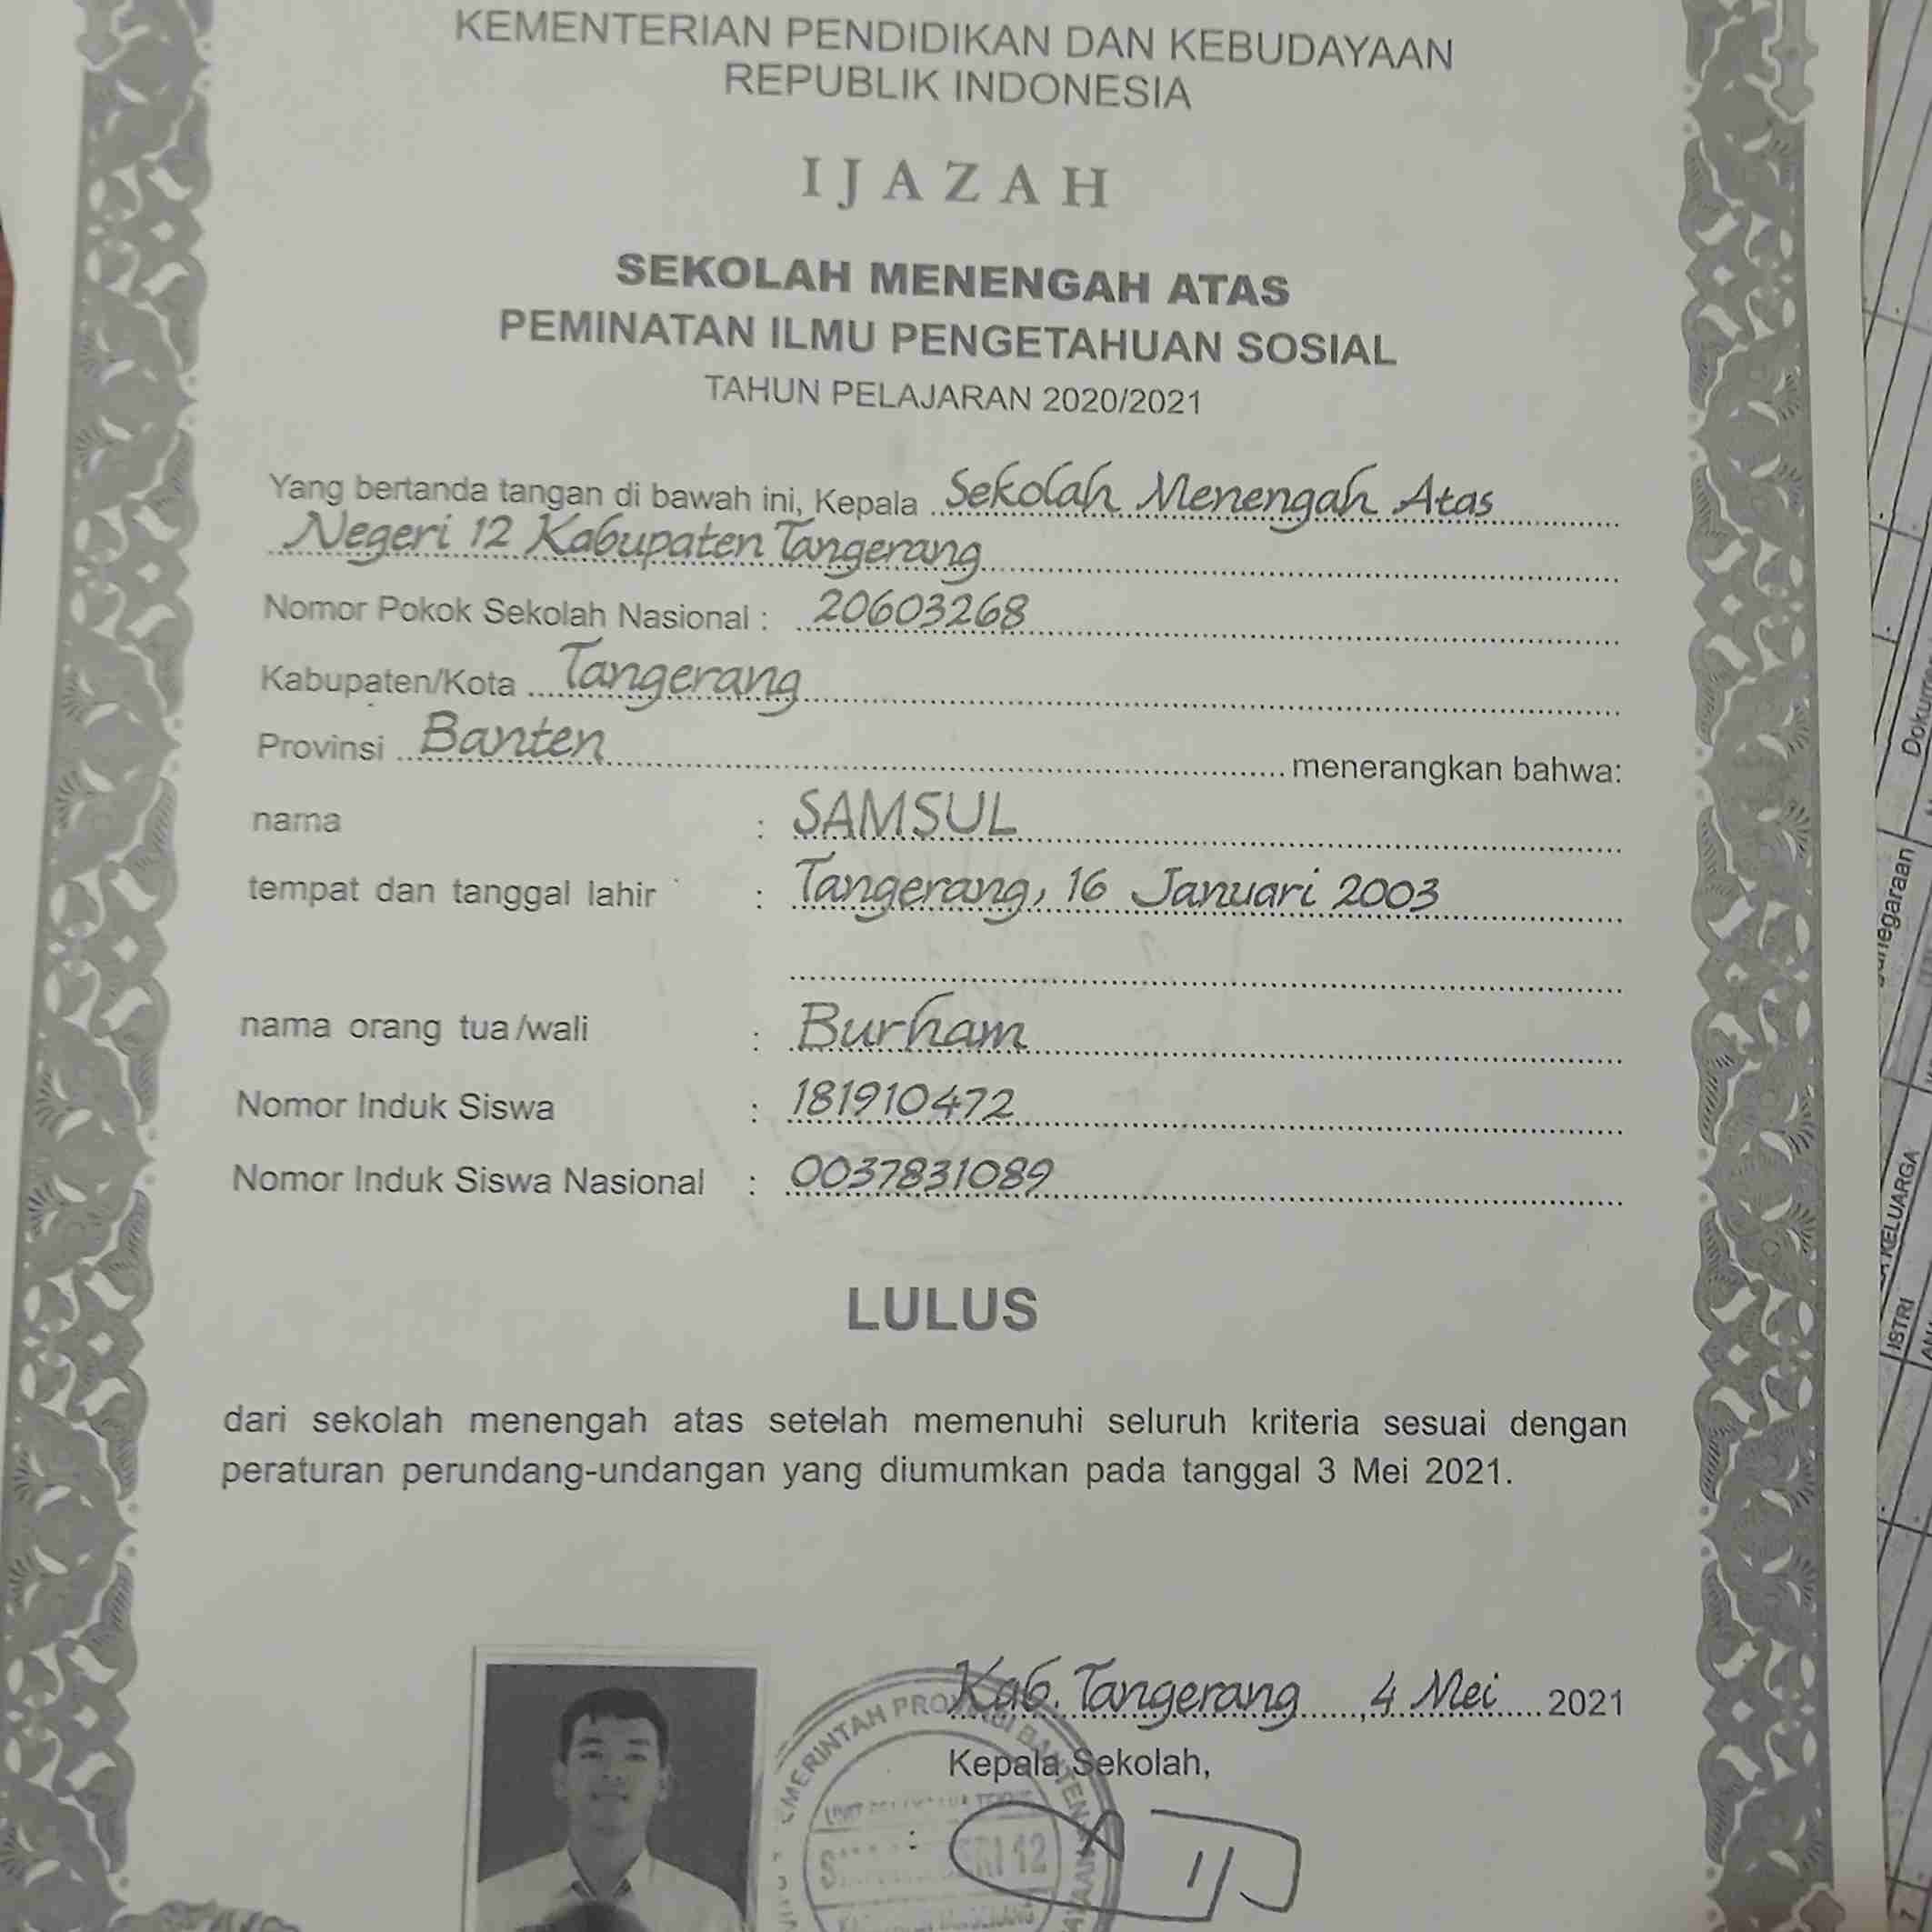 KEMENTERIAN PENDIDIKAN DAN KEBUDAYAAN
REPUBLIK INDONESIA
IJAZAH
SEKOLAH MENENGAH ATAS
PEMINATAN ILMU PENGETAHUAN SOSIAL
TAHUN PELAJARAN 2020/2021
Yang bertanda tangan di bawah ini, Kepala Sekolah Menengah Atas
Negeri 12 Kabupaten Tangerang
Nomor Pokok Sekolah Nasional : 20603268
Kabupaten/Kota Tangerang
Provinsi Banten menerangkan bahwa:
nama : SAMSUL
tempat dan tanggal lahir : Tangerang, 16 Januari 2003
nama orang tua/wali : Burham
Nomor Induk Siswa : 181910472
Nomor Induk Siswa Nasional : 0037831089
LULUS
dari sekolah menengah atas setelah memenuhi seluruh kriteria sesuai dengan
peraturan perundang-undangan yang diumumkan pada tanggal 3 Mei 2021.
Kab. Tangerang, 4 Mei 2021
Kepala Sekolah,
12
KELUARGA
ISTRI